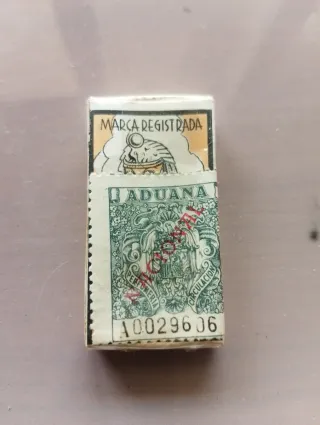 MARCA REGISTRADA
ADUANA
NACIONAL
A0029606